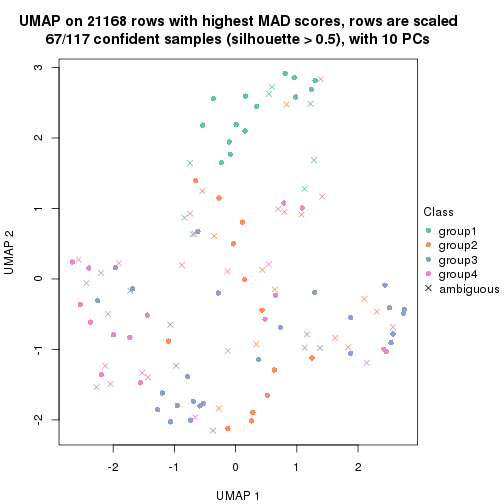 UMAP on 21168 rows with highest MAD scores, rows are scaled
67/117 confident samples (silhouette > 0.5), with 10 PCs
3
2
1
0
-1
-2
UMAP 2
-2
-1
0
1
2
UMAP 1
Class
group1
group2
group3
group4
ambiguous